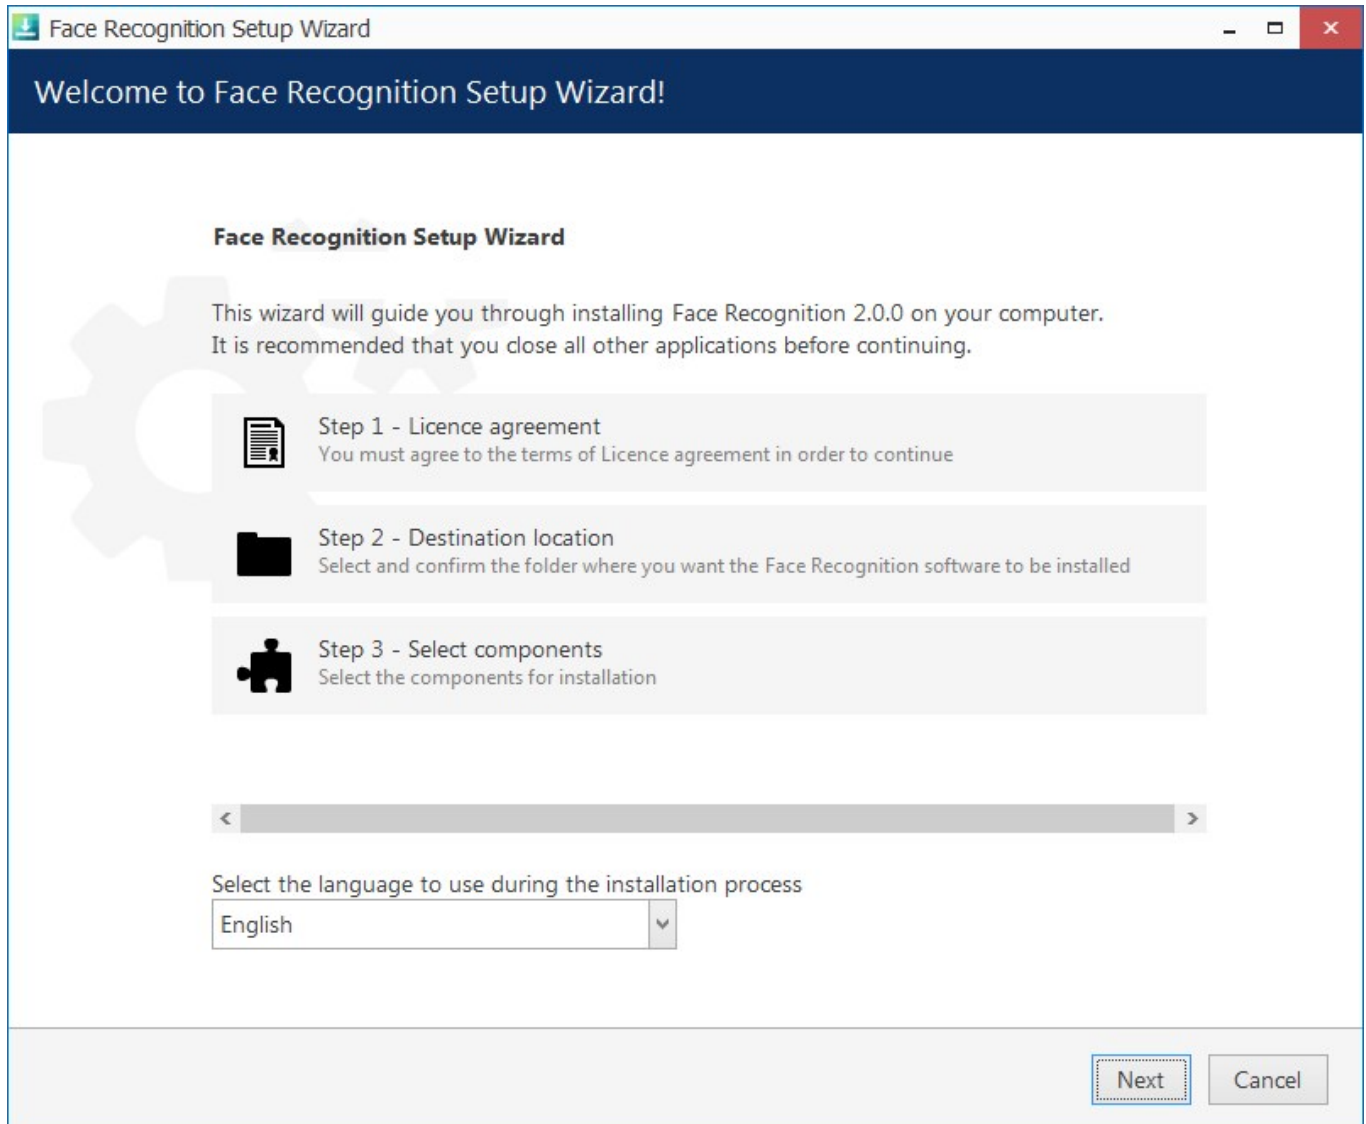 Face Recognition Setup Wizard
Welcome to Face Recognition Setup Wizard!
Face Recognition Setup Wizard
This wizard will guide you through installing Face Recognition 2.0.0 on your computer.
It is recommended that you close all other applications before continuing.
Step 1 - Licence agreement
You must agree to the terms of Licence agreement in order to continue
Step 2 - Destination location
Select and confirm the folder where you want the Face Recognition software to be installed
Step 3 - Select components
Select the components for installation
Select the language to use during the installation process
English
Next
Cancel